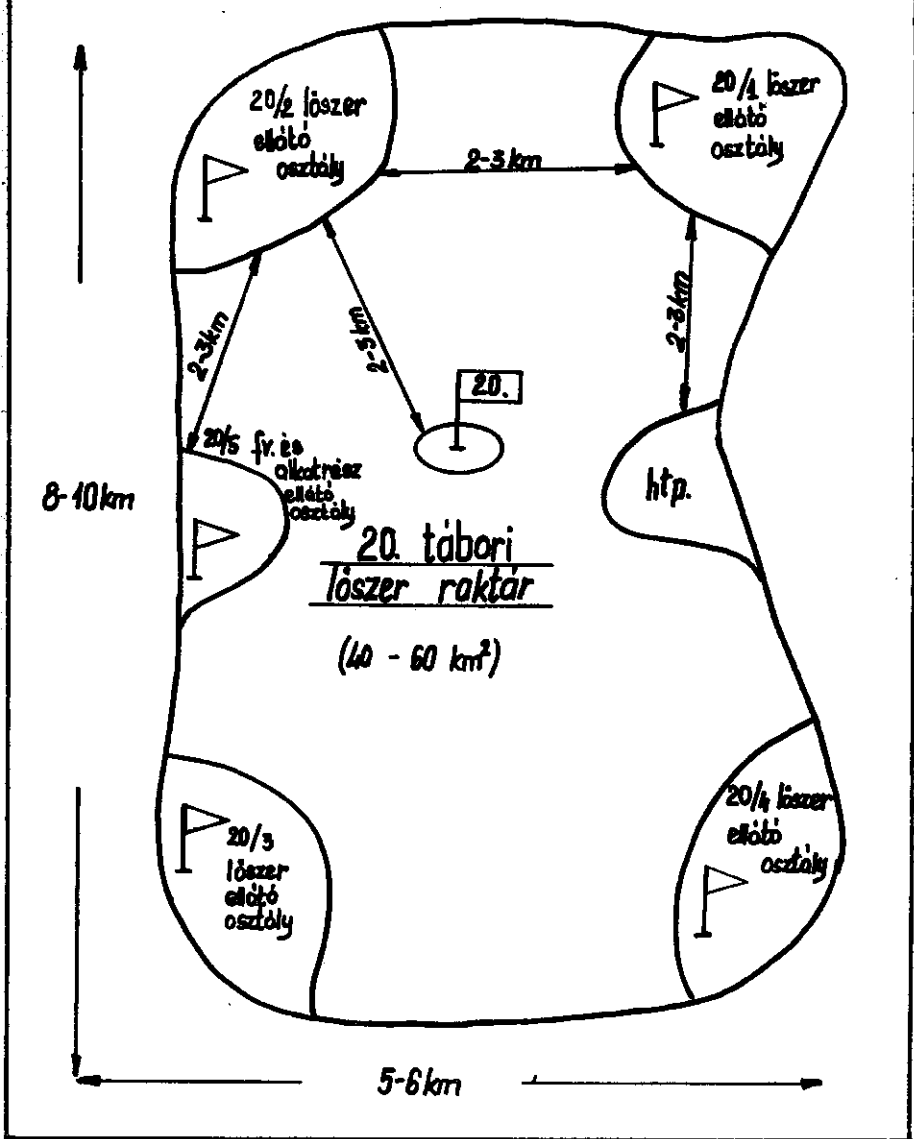 20/2 lőszer
ellátó
osztály
20/1 lőszer
ellátó
osztály
2-3 km
2-3km
2-3km
20.
20/5 fv. és
alkatrész
ellátó
osztály
8-10km
htp.
20. tábori
lőszer raktár
(40 - 60 km²)
20/3
lőszer
ellátó
osztály
20/4 lőszer
ellátó
osztály
5-6km